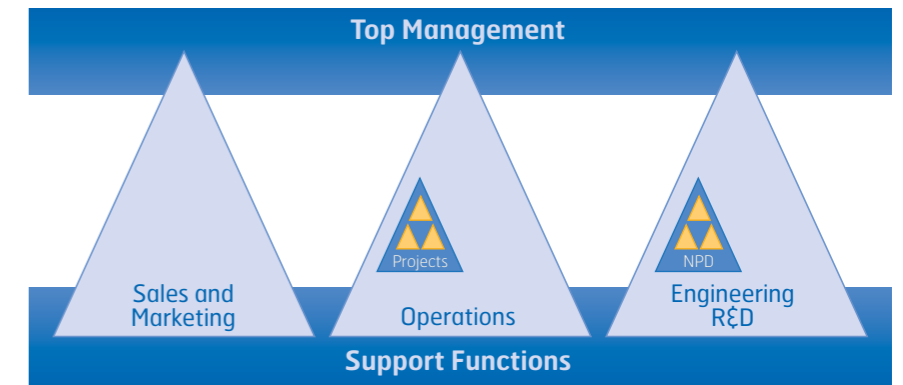 Top Management
Projects
NPD
Sales and
Marketing
Operations
Engineering
R&D
Support Functions